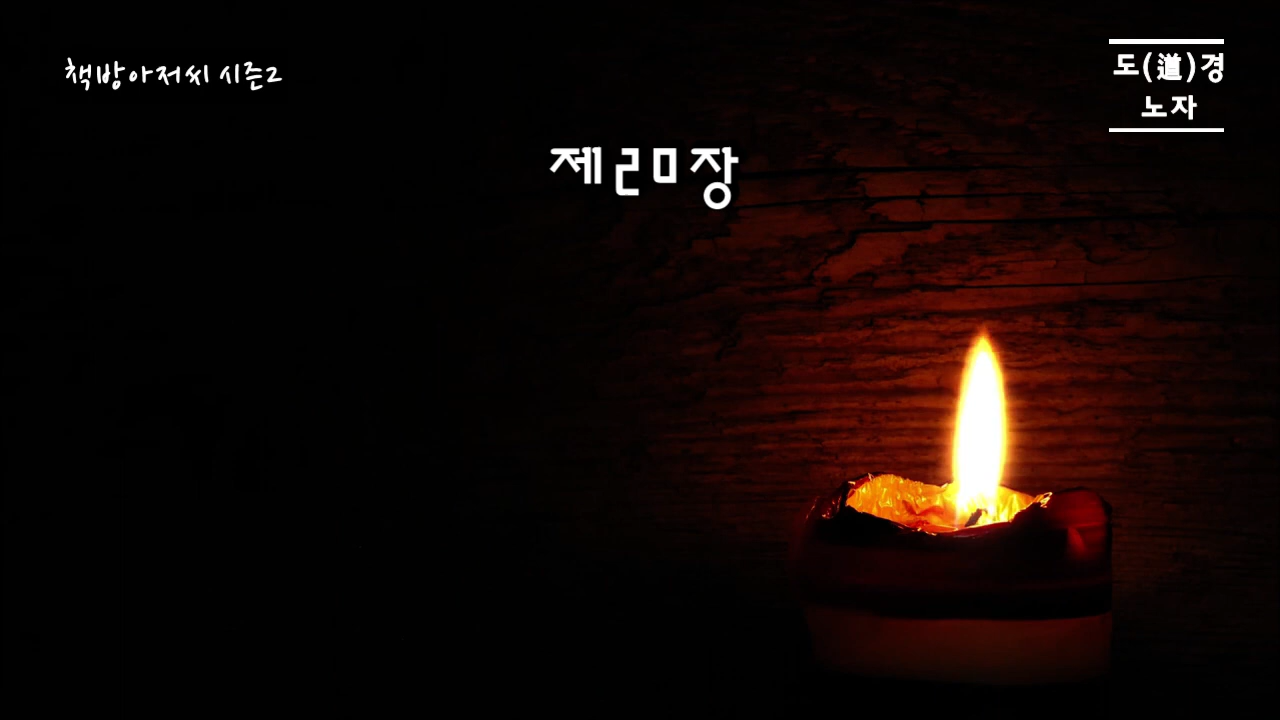 책방아저씨 시즌2
도(道)경
노자
제20장